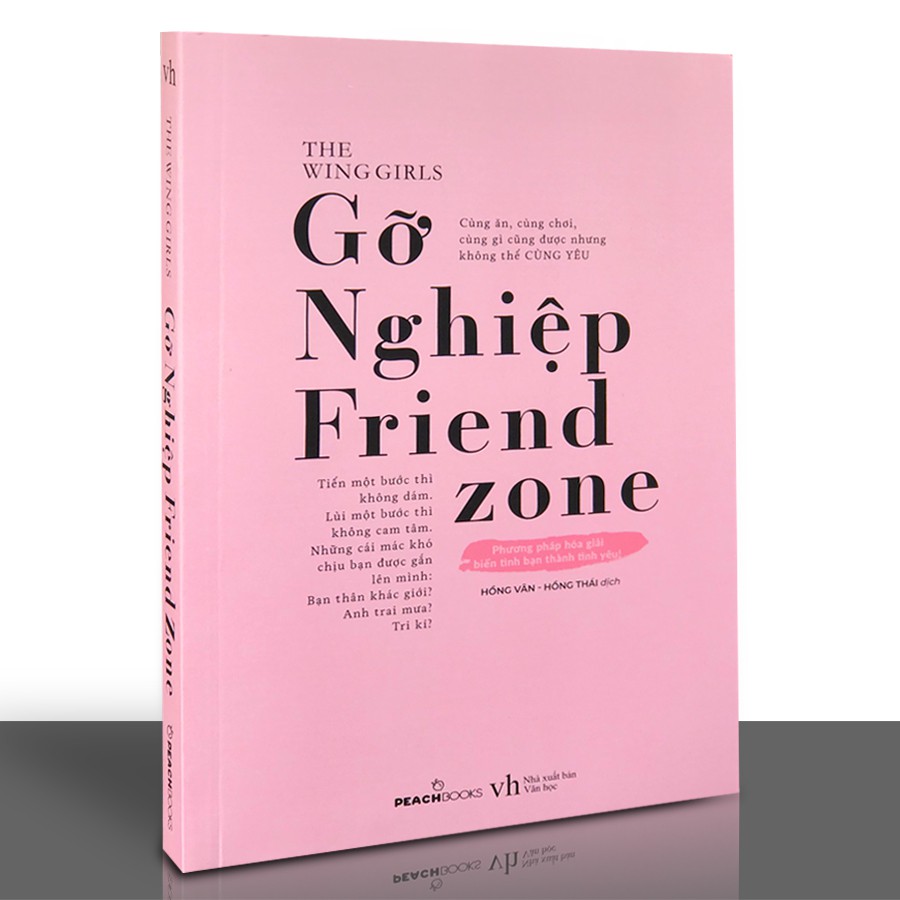 vh
THE WING GIRLS
Gỡ Nghiệp Friend Zone
PEACHBOOKS
THE
WING GIRLS
Gỡ
Cùng ăn, cùng chơi,
cùng gì cũng được nhưng
không thể CÙNG YÊU
Nghiệp
Friend
zone
Tiến một bước thì
không dám.
Lùi một bước thì
không cam tâm.
Những cái mác khó
chịu bạn được gắn
lên mình:
Bạn thân khác giới?
Anh trai mưa?
Tri kỉ?
Phương pháp hòa giải
biến tình bạn thành tình yêu!
HỒNG VÂN - HỒNG THÁI dịch
PEACHBOOKS
vh
Nhà xuất bản
Văn học